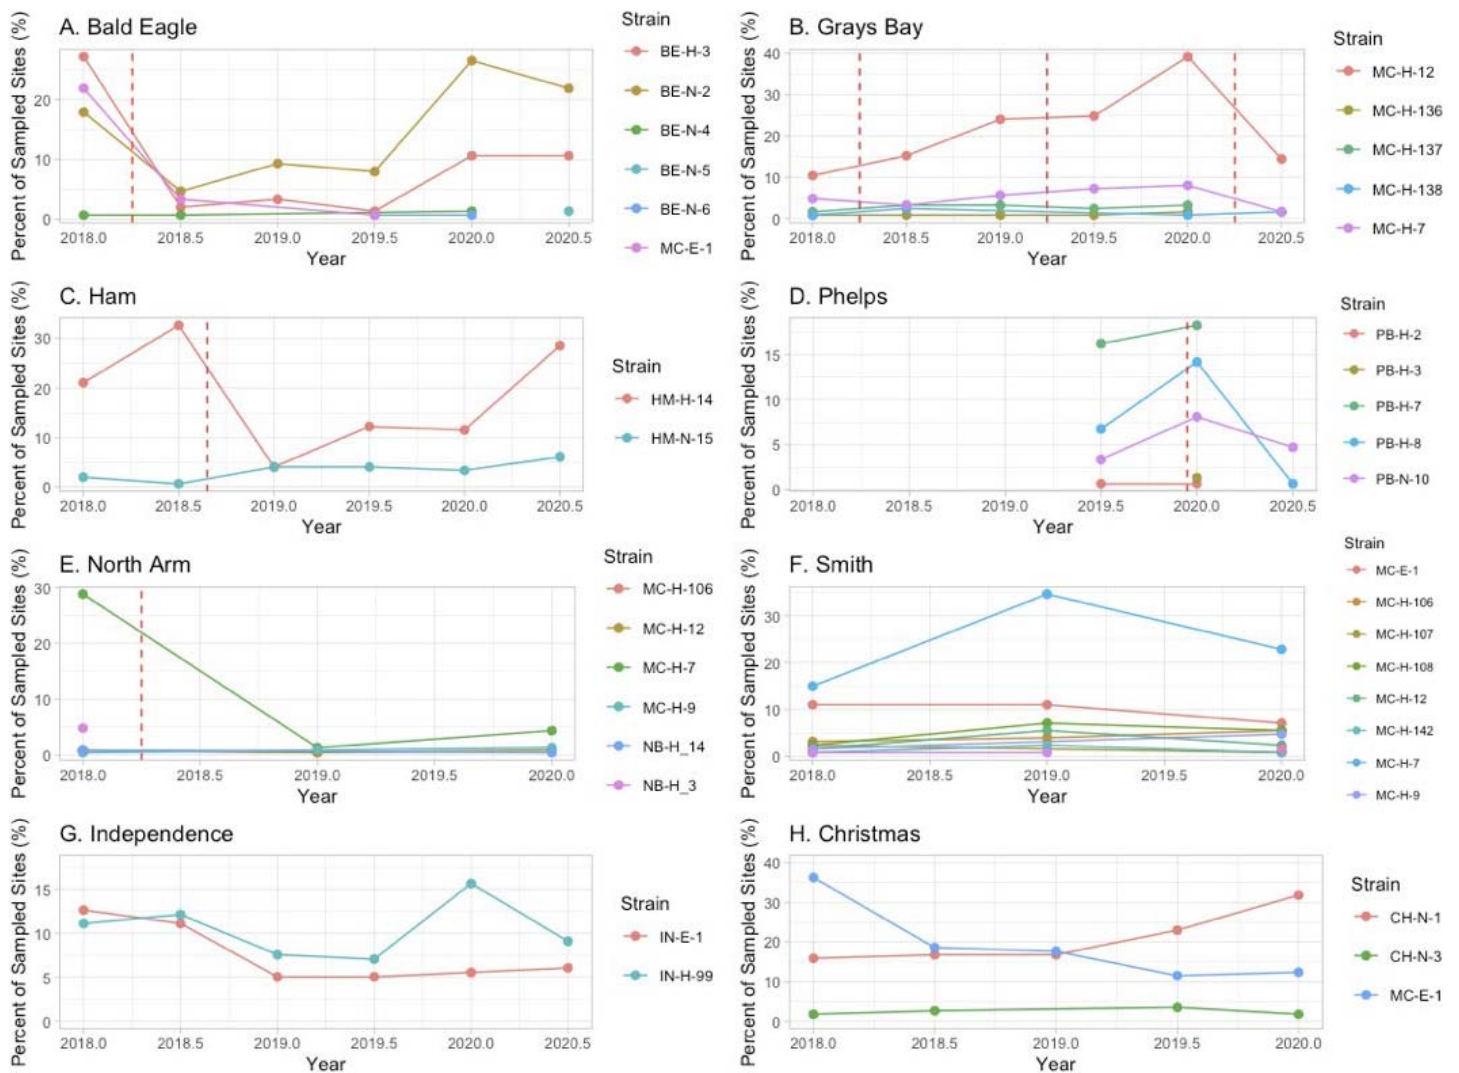 A. Bald Eagle
Percent of Sampled Sites (%)
20
10
0
2018.0 2018.5 2019.0 2019.5 2020.0 2020.5
Year
Strain
BE-H-3
BE-N-2
BE-N-4
BE-N-5
BE-N-6
MC-E-1
B. Grays Bay
Percent of Sampled Sites (%)
40
30
20
10
0
2018.0 2018.5 2019.0 2019.5 2020.0 2020.5
Year
Strain
MC-H-12
MC-H-136
MC-H-137
MC-H-138
MC-H-7
C. Ham
Percent of Sampled Sites (%)
30
20
10
0
2018.0 2018.5 2019.0 2019.5 2020.0 2020.5
Year
Strain
HM-H-14
HM-N-15
D. Phelps
Percent of Sampled Sites (%)
15
10
5
0
2018.0 2018.5 2019.0 2019.5 2020.0 2020.5
Year
Strain
PB-H-2
PB-H-3
PB-H-7
PB-H-8
PB-N-10
E. North Arm
Percent of Sampled Sites (%)
30
20
10
0
2018.0 2018.5 2019.0 2019.5 2020.0
Year
Strain
MC-H-106
MC-H-12
MC-H-7
MC-H-9
NB-H_14
NB-H_3
F. Smith
Percent of Sampled Sites (%)
30
20
10
0
2018.0 2018.5 2019.0 2019.5 2020.0
Year
Strain
MC-E-1
MC-H-106
MC-H-107
MC-H-108
MC-H-12
MC-H-142
MC-H-7
MC-H-9
G. Independence
Percent of Sampled Sites (%)
15
10
5
0
2018.0 2018.5 2019.0 2019.5 2020.0 2020.5
Year
Strain
IN-E-1
IN-H-99
H. Christmas
Percent of Sampled Sites (%)
40
30
20
10
0
2018.0 2018.5 2019.0 2019.5 2020.0
Year
Strain
CH-N-1
CH-N-3
MC-E-1